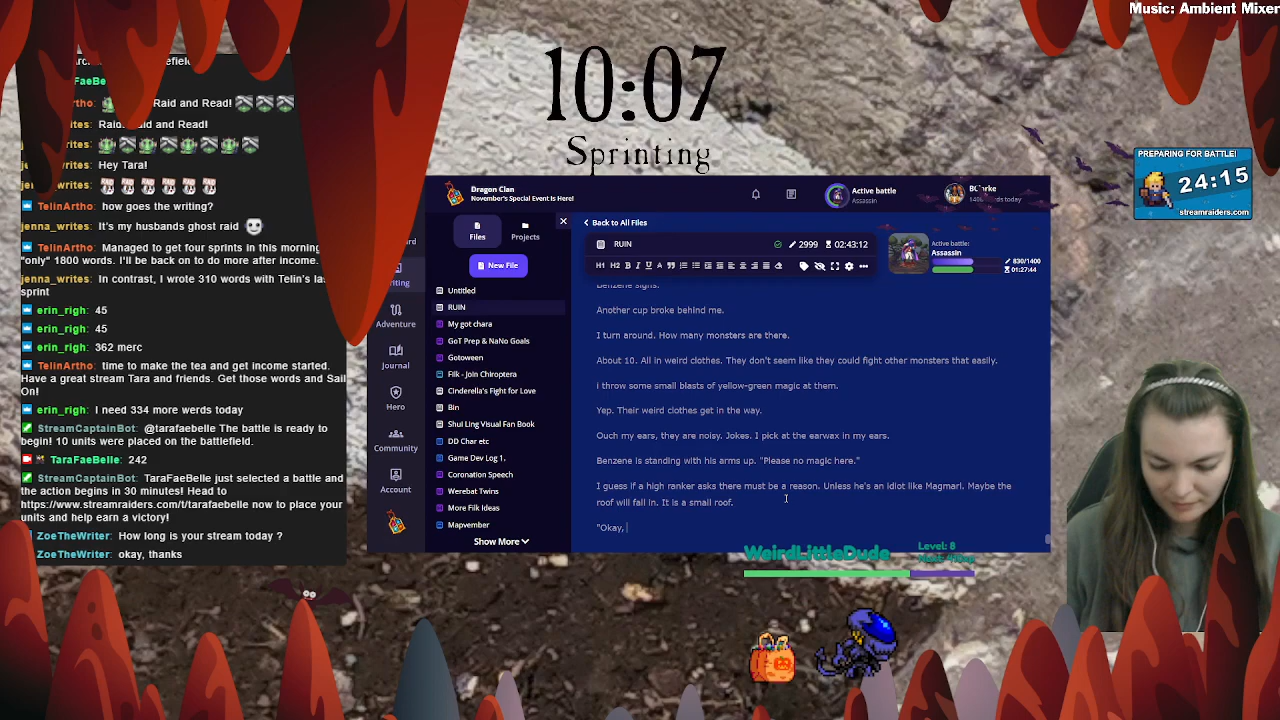 Music: Ambient Mixer
10:07
Sprinting
FaeBe
Artho: Raid and Read!
writes: Raid and Read!
writes:
writes: Hey Tara!
writes:
TelinArtho: how goes the writing?
jenna_writes: It's my husbands ghost raid
TelinArtho: Managed to get four sprints in this morning
"only" 1800 words. I'll be back on to do more after income.
jenna_writes: In contrast, I wrote 310 words with Telin's last
sprint
erin_righ: 45
erin_righ: 45
erin_righ: 362 merc
TelinArtho: time to make the tea and get income started.
Have a great stream Tara and friends. Get those words and Sail
On!
erin_righ: I need 334 more werds today
StreamCaptainBot: @tarafaebelle The battle is ready to
begin! 10 units were placed on the battlefield.
TaraFaeBelle: 242
StreamCaptainBot: TaraFaeBelle just selected a battle and
the action begins in 30 minutes! Head to
https://www.streamraiders.com/t/tarafaebelle now to place your
units and help earn a victory!
ZoeTheWriter: How long is your stream today ?
ZoeTheWriter: okay, thanks
Dragon Clan
November's Special Event Is Here!
Active battle
Assassin
Adventure
Journal
Hero
Community
Account
Files
Projects
New File
Untitled
RUIN
My got chara
GoT Prep & NaNo Goals
Gotoween
Filk - Join Chiroptera
Cinderella's Fight for Love
Bin
Shul Ling Visual Fan Book
DD Char etc
Game Dev Log 1.
Coronation Speech
Werebat Twins
More Filk Ideas
Mapvember
Show More
Back to All Files
RUIN
2999
02:43:12
H1 H2 B I U A
Active battle:
Assassin
830/1400
01:27:44
Benzene sighs.
Another cup broke behind me.
I turn around. How many monsters are there.
About 10. All in weird clothes. They don't seem like they could fight other monsters that easily.
I throw some small blasts of yellow-green magic at them.
Yep. Their weird clothes get in the way.
Ouch my ears, they are noisy. Jokes. I pick at the earwax in my ears.
Benzene is standing with his arms up. "Please no magic here."
I guess if a high ranker asks there must be a reason. Unless he's an idiot like Magmarl. Maybe the
roof will fall in. It is a small roof.
"Okay,
PREPARING FOR BATTLE!
24:15
streamraiders.com
WeirdLittleDude
Level: 8